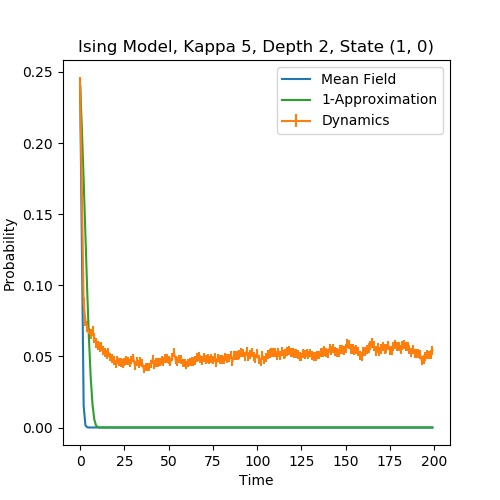 Ising Model, Kappa 5, Depth 2, State (1, 0)
Mean Field
1-Approximation
Dynamics
Probability
0.25
0.20
0.15
0.10
0.05
0.00
0 25 50 75 100 125 150 175 200
Time